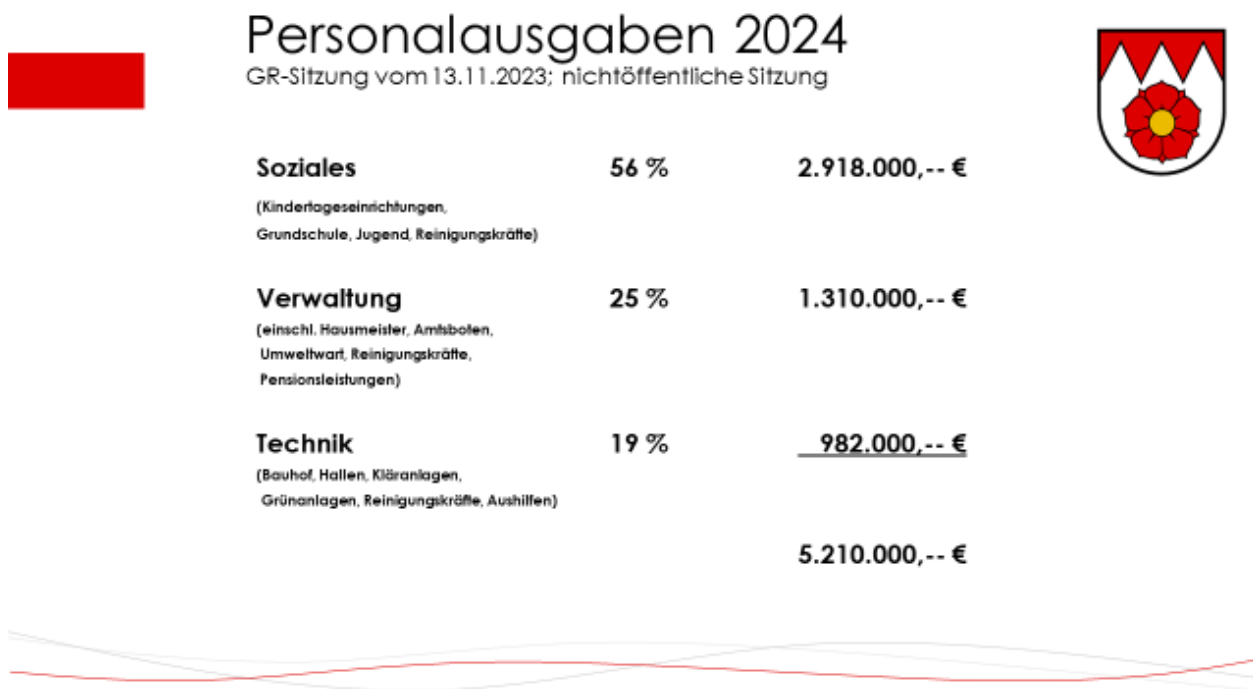 Personalausgaben 2024
GR-Sitzung vom 13.11.2023; nichtöffentliche Sitzung
Soziales 56 % 2.918.000,-- €
(Kindertageseinrichtungen,
Grundschule, Jugend, Reinigungskräfte)
Verwaltung 25 % 1.310.000,-- €
(einschl. Hausmeister, Amtsboten,
Umweltwart, Reinigungskräfte,
Pensionsleistungen)
Technik 19 % 982.000,-- €
(Bauhof, Hallen, Kläranlagen,
Grünanlagen, Reinigungskräfte, Aushilfen)
5.210.000,-- €